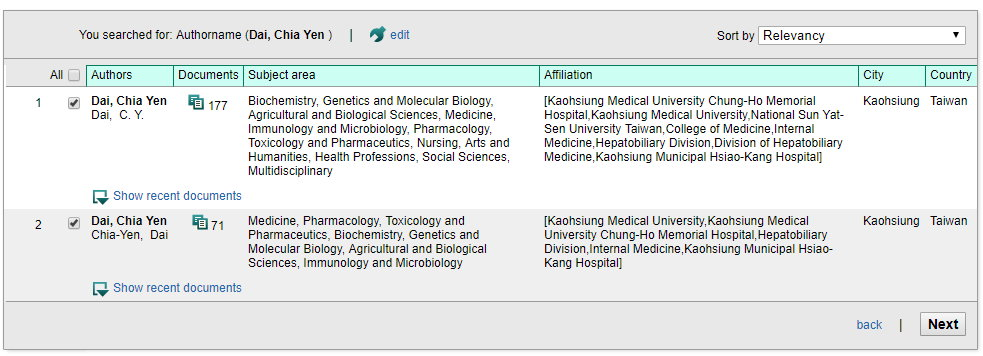 You searched for: Authorname (Dai, Chia Yen ) | edit Sort by Relevancy
All Authors Documents Subject area Affiliation City Country
1 Dai, Chia Yen 177 Biochemistry, Genetics and Molecular Biology, [Kaohsiung Medical University Chung-Ho Memorial Kaohsiung Taiwan
Dai, C. Y. Agricultural and Biological Sciences, Medicine, Hospital,Kaohsiung Medical University,National Sun Yat-
Immunology and Microbiology, Pharmacology, Sen University Taiwan,College of Medicine,Internal
Toxicology and Pharmaceutics, Nursing, Arts and Medicine,Hepatobiliary Division,Division of Hepatobiliary
Humanities, Health Professions, Social Sciences, Medicine,Kaohsiung Municipal Hsiao-Kang Hospital]
Multidisciplinary
Show recent documents
2 Dai, Chia Yen 71 Medicine, Pharmacology, Toxicology and [Kaohsiung Medical University,Kaohsiung Medical Kaohsiung Taiwan
Chia-Yen, Dai Pharmaceutics, Biochemistry, Genetics and University Chung-Ho Memorial Hospital,Hepatobiliary
Molecular Biology, Agricultural and Biological Division,Internal Medicine,Kaohsiung Municipal Hsiao-
Sciences, Immunology and Microbiology Kang Hospital]
Show recent documents
back | Next